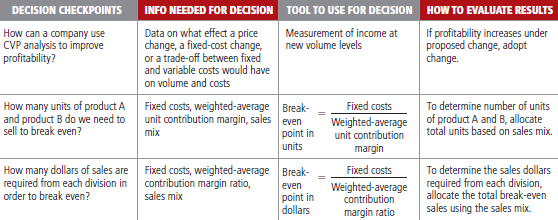 DECISION CHECKPOINTS
INFO NEEDED FOR DECISION
TOOL TO USE FOR DECISION
HOW TO EVALUATE RESULTS
How can a company use
CVP analysis to improve
profitability?
Data on what effect a price
change, a fixed-cost change,
or a trade-off between fixed
and variable costs would have
on volume and costs
Measurement of income at
new volume levels
If profitability increases under
proposed change, adopt
change.
How many units of product A
and product B do we need to
sell to break even?
Fixed costs, weighted-average
unit contribution margin, sales
mix
Break-
even
point in
units
=
Fixed costs
Weighted-average
unit contribution
margin
To determine number of units
of product A and B, allocate
total units based on sales mix.
How many dollars of sales are
required from each division in
order to break even?
Fixed costs, weighted-average
contribution margin ratio,
sales mix
Break-
even
point in
dollars
=
Fixed costs
Weighted-average
contribution
margin ratio
To determine the sales dollars
required from each division,
allocate the total break-even
sales using the sales mix.